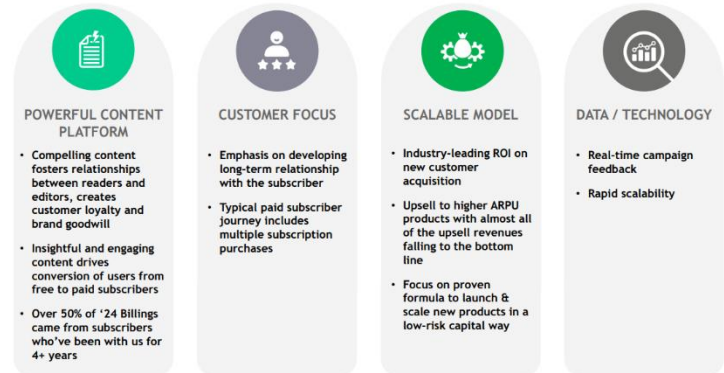 POWERFUL CONTENT
PLATFORM
• Compelling content
fosters relationships
between readers and
editors, creates
customer loyalty and
brand goodwill
• Insightful and engaging
content drives
conversion of users from
free to paid subscribers
• Over 50% of ‘24 Billings
came from subscribers
who’ve been with us for
4+ years
CUSTOMER FOCUS
• Emphasis on developing
long-term relationship
with the subscriber
• Typical paid subscriber
journey includes
multiple subscription
purchases
SCALABLE MODEL
• Industry-leading ROI on
new customer
acquisition
• Upsell to higher ARPU
products with almost all
of the upsell revenues
falling to the bottom
line
• Focus on proven
formula to launch &
scale new products in a
low-risk capital way
DATA / TECHNOLOGY
• Real-time campaign
feedback
• Rapid scalability